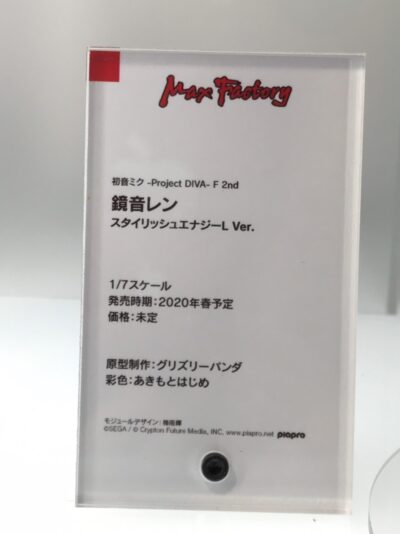 Max Factory
初音ミク -Project DIVA- F 2nd
鏡音レン
スタイリッシュエナジーL Ver.
1/7スケール
発売時期:2020年春予定
価格:未定
原型制作:グリズリーパンダ
彩色:あきもとはじめ
モジュールデザイン:
©SEGA / © Crypton Future Media, INC. www.piapro.net piapro